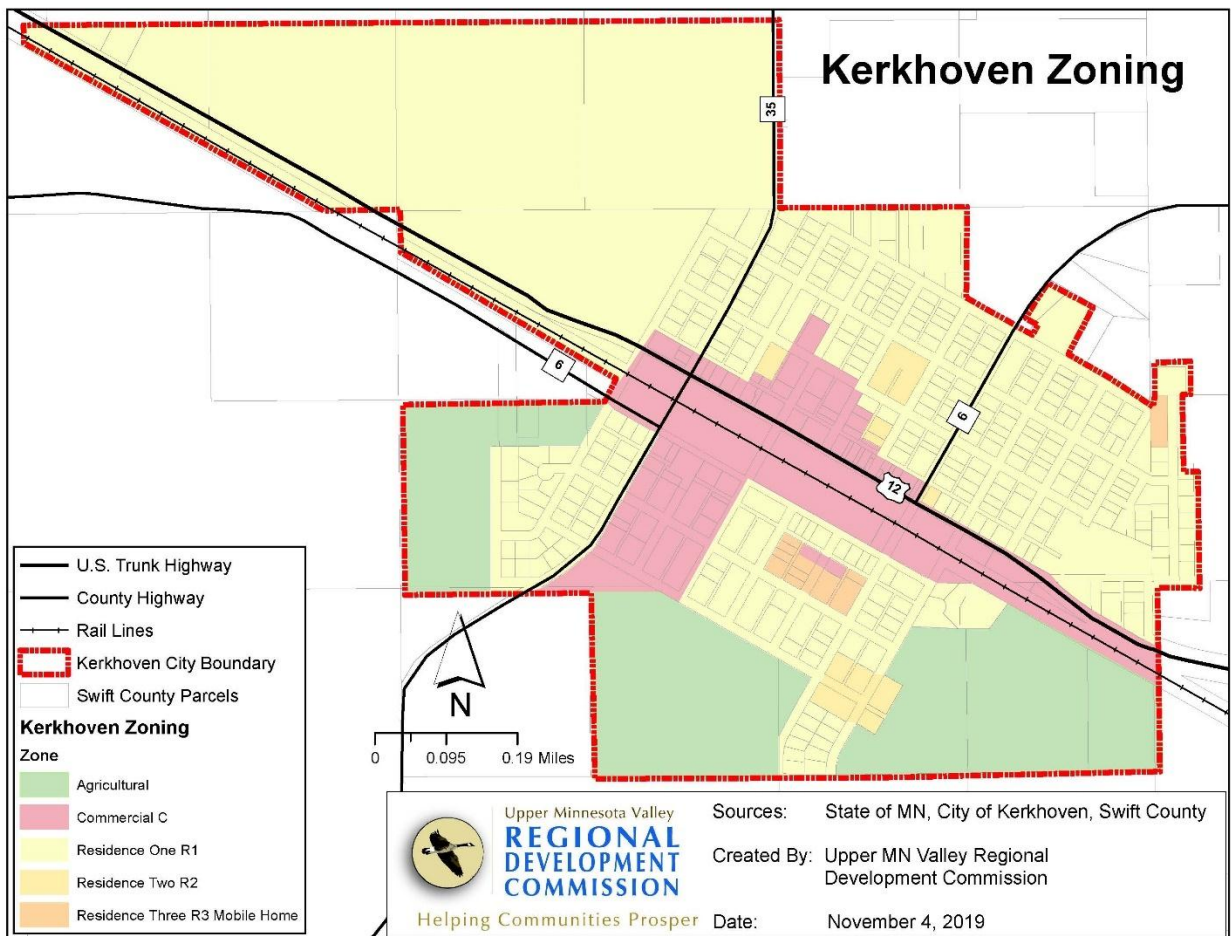 Kerkhoven Zoning
35
6
6
12
U.S. Trunk Highway
County Highway
Rail Lines
Kerkhoven City Boundary
Swift County Parcels
Kerkhoven Zoning
Zone
Agricultural
Commercial C
Residence One R1
Residence Two R2
Residence Three R3 Mobile Home
N
0 0.095 0.19 Miles
Upper Minnesota Valley
REGIONAL
DEVELOPMENT
COMMISSION
Helping Communities Prosper
Sources: State of MN, City of Kerkhoven, Swift County
Created By: Upper MN Valley Regional
Development Commission
Date: November 4, 2019